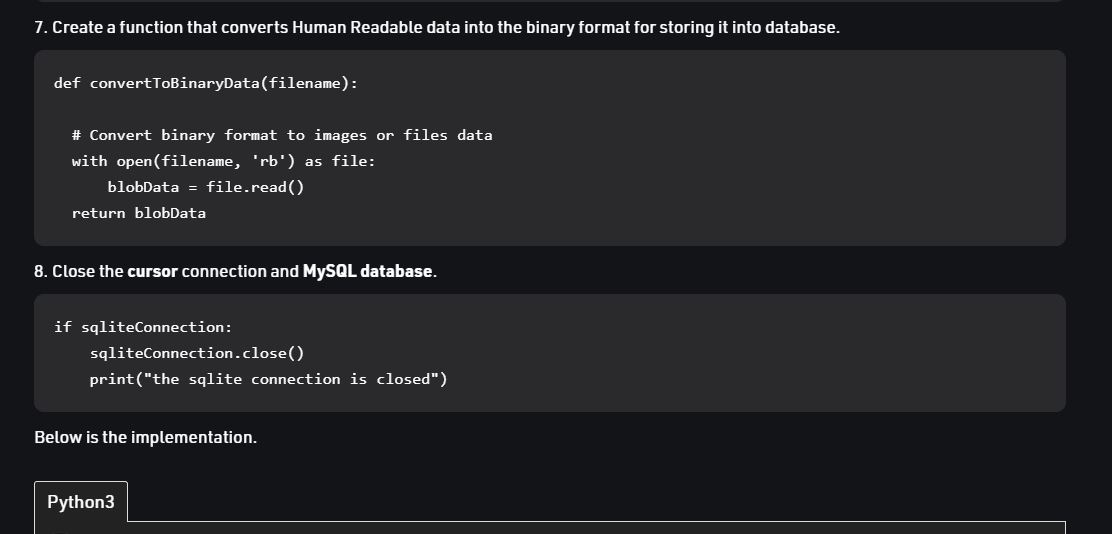 7. Create a function that converts Human Readable data into the binary format for storing it into database.
def convertToBinaryData(filename):
# Convert binary format to images or files data
with open(filename, 'rb') as file:
blobData = file.read()
return blobData
8. Close the cursor connection and MySQL database.
if sqliteConnection:
sqliteConnection.close()
print("the sqlite connection is closed")
Below is the implementation.
Python3